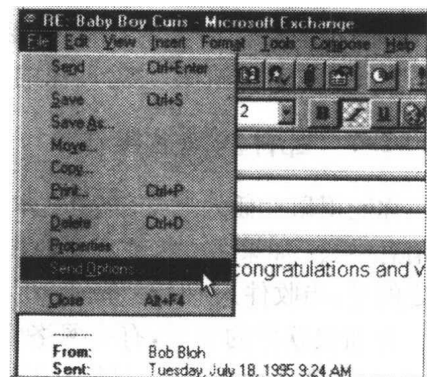 RE: Baby Boy Curis - Microsoft Exchange
File Edit View Insert Format Tools Compose Help
Send Ctrl+Enter
Save Ctrl+S
Save As...
Move...
Copy...
Print... Ctrl+P
2 B U
Delete Ctrl+D
Properties
Send Options
congratulations and v
Close Alt+F4
From: Bob Bloh
Sent: Tuesday, July 18, 1995 9:24 AM